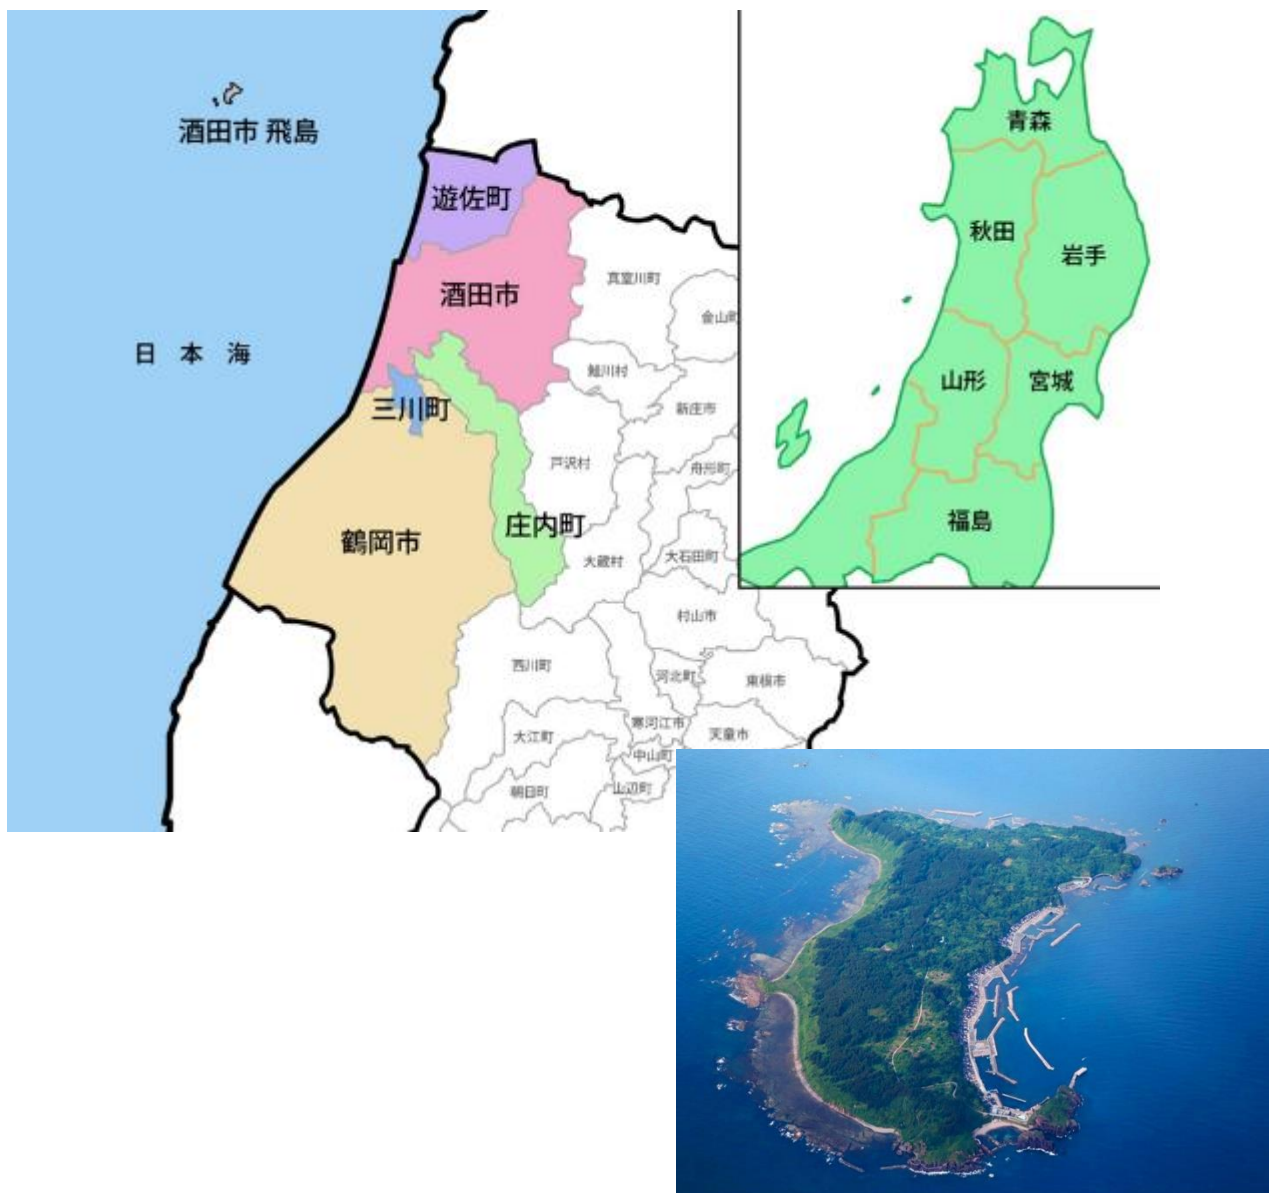 酒田市 飛島
遊佐町
酒田市
日 本 海
三川町
鶴岡市
庄内町
真室川町
金山町
鮭川村
新庄市
戸沢村
舟形町
大蔵村
大石田町
村山市
西川町
河北町
東根市
寒河江市
大江町
天童市
中山町
朝日町
山辺町
青森
秋田
岩手
山形
宮城
福島